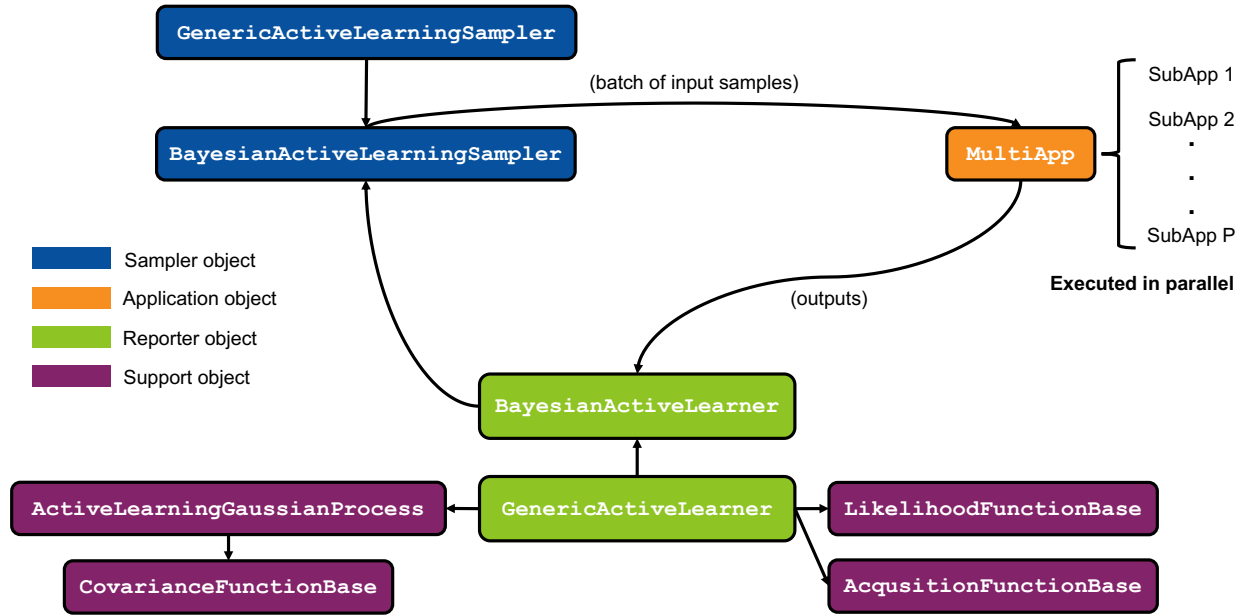 GenericActiveLearningSampler
(batch of input samples)
BayesianActiveLearningSampler
MultiApp
SubApp 1
SubApp 2
.
.
.
SubApp P
Executed in parallel
Sampler object
Application object
Reporter object
Support object
(outputs)
BayesianActiveLearner
ActiveLearningGaussianProcess
GenericActiveLearner
LikelihoodFunctionBase
CovarianceFunctionBase
AcqusitionFunctionBase